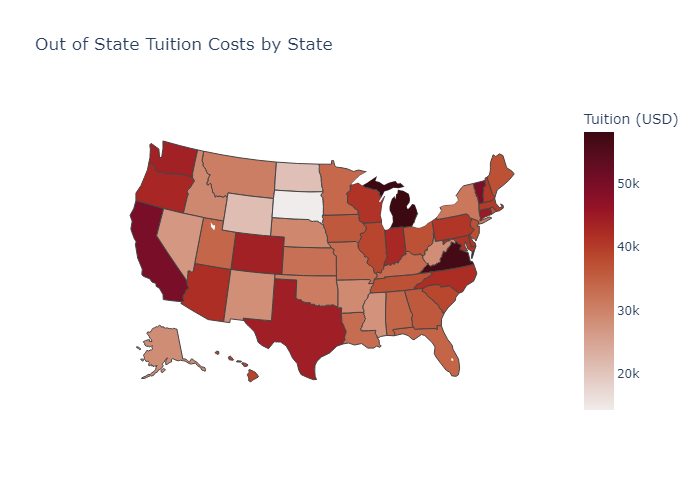 Out of State Tuition Costs by State
Tuition (USD)
50k
40k
30k
20k